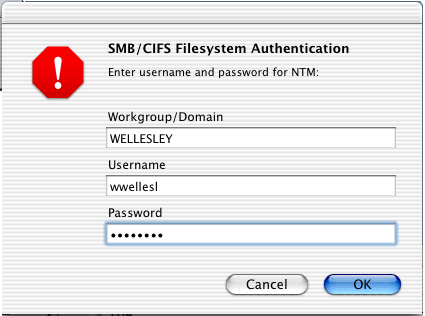 SMB/CIFS Filesystem Authentication
Enter username and password for NTM:
Workgroup/Domain
WELLESLEY
Username
wwellesl
Password
••••••••
Cancel OK